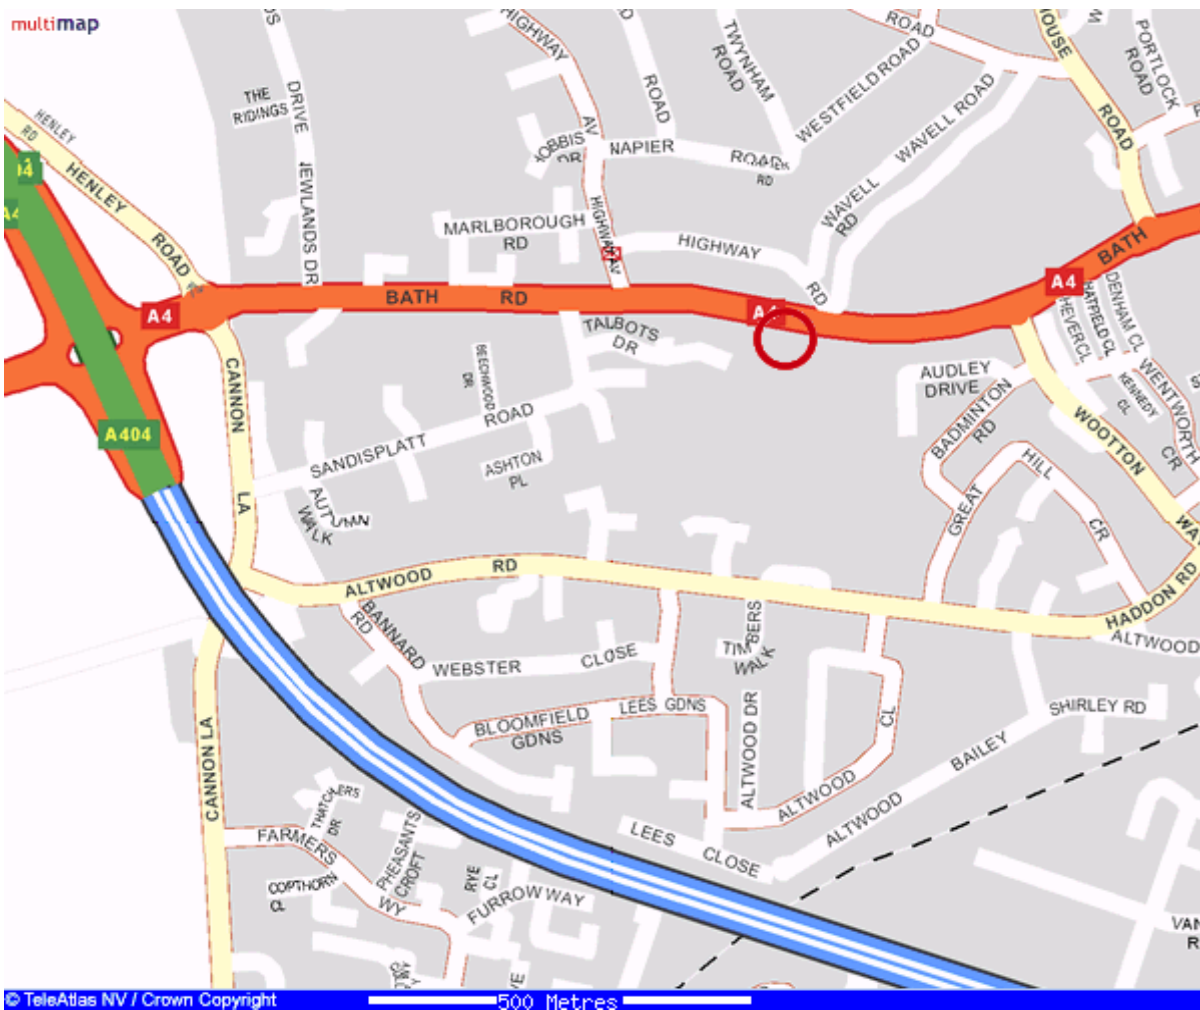 multimap
HIGHWAY
ROAD
HOUSE
TWYNHAM
ROAD
PORTLOCK
ROAD
ROAD
WESTFIELD ROAD
THE
RIDINGS
DRIVE
HENLEY
RD
AV
WAVELL ROAD
ROAD
NAPIER
RD
HENLEY
NEWLANDS DR
HIGHWAY AV
WAVELL
RD
MARLBOROUGH
RD
HIGHWAY
ROAD
BATH
RD
RD
BATH
A4
A4
A4
A4
TALBOTS
DR
DENHAM CL
HATFIELD CL
HEVER CL
BEECHWOOD
DR
CANNON
LA
AUDLEY
DRIVE
KENNEDY
CL
WENTWORTH
CR
BADMINTON
RD
WOOTTON
WAY
SANDISPLATT
ROAD
A404
ASHTON
PL
HILL
GREAT
CR
AUTUMN
WALK
ALTWOOD
RD
HADDON RD
ALTWOOD
BANNARD
RD
TIMBERS
WALK
WEBSTER
CLOSE
BLOOMFIELD
GDNS
LEES GDNS
ALTWOOD DR
CL
SHIRLEY RD
BAILEY
ALTWOOD
ALTWOOD
CANNON LA
THATCHERS
DR
FARMERS
WY
PHEASANTS
CROFT
LEES
CLOSE
COPTHORN
CL
RYE
CL
FURROW WAY
VAN
R
© TeleAtlas NV / Crown Copyright
500 Metres